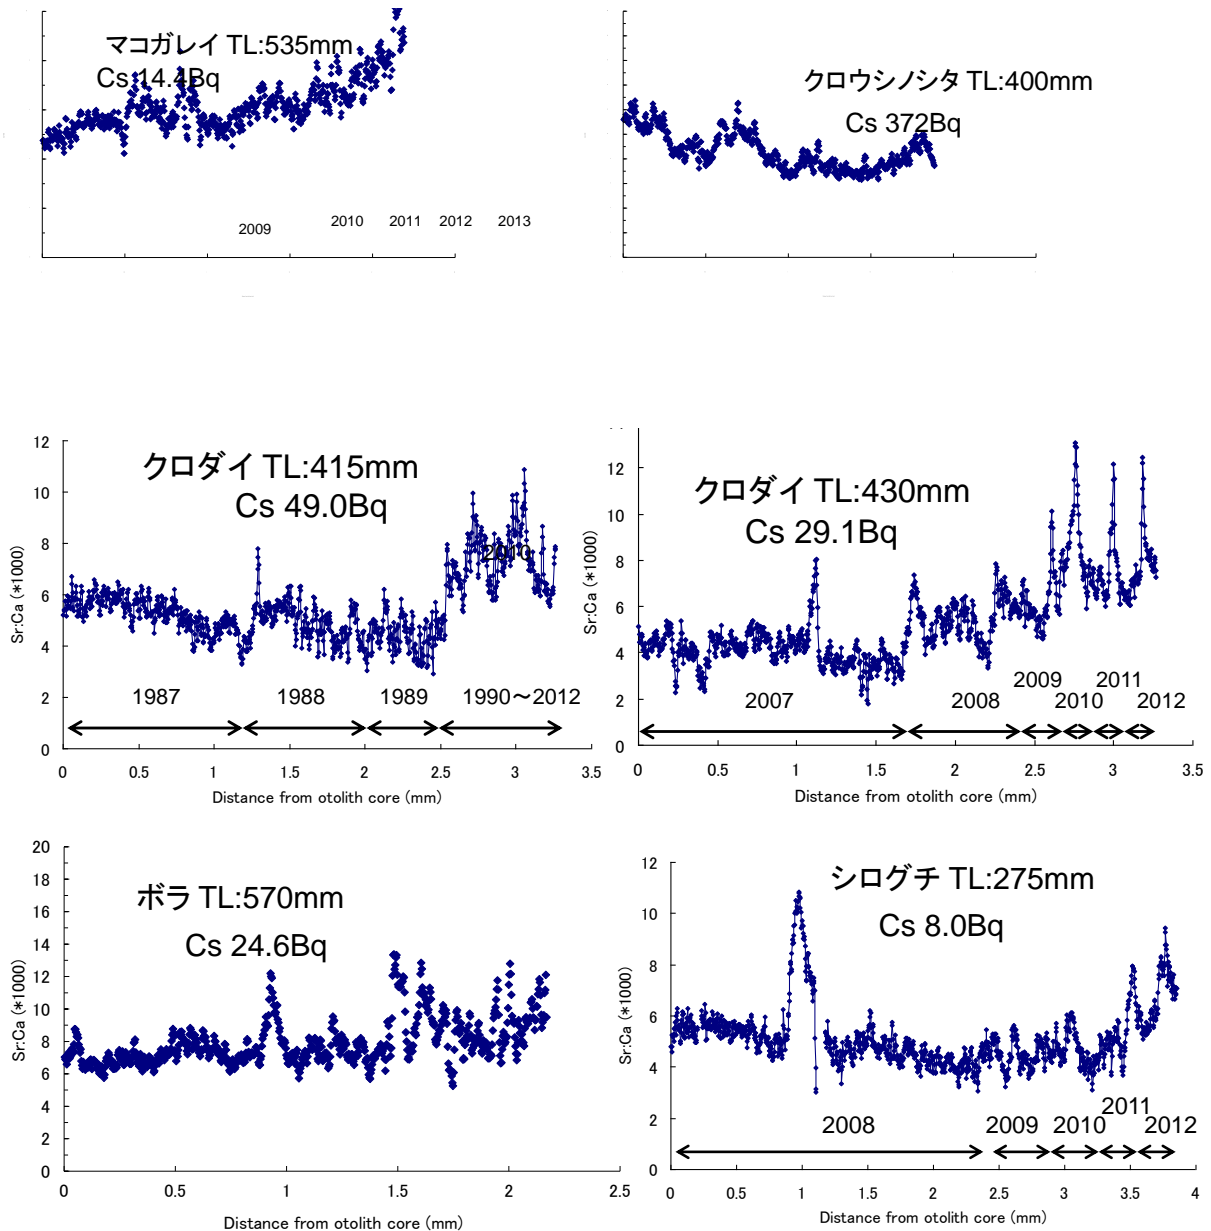 マコガレイ TL:535mm
Cs 14.4Bq
2009 2010 2011 2012 2013
クロウシノシタ TL:400mm
Cs 372Bq
クロダイ TL:415mm
Cs 49.0Bq
2010
Sr:Ca (*1000)
12
10
8
6
4
2
0
1987 1988 1989 1990～2012
0 0.5 1 1.5 2 2.5 3 3.5
Distance from otolith core (mm)
クロダイ TL:430mm
Cs 29.1Bq
Sr:Ca (*1000)
12
10
8
6
4
2
0
2007 2008 2009 2010 2011 2012
0 0.5 1 1.5 2 2.5 3 3.5
Distance from otolith core (mm)
ボラ TL:570mm
Cs 24.6Bq
Sr:Ca (*1000)
20
18
16
14
12
10
8
6
4
2
0
0 0.5 1 1.5 2 2.5
Distance from otolith core (mm)
シログチ TL:275mm
Cs 8.0Bq
Sr:Ca (*1000)
12
10
8
6
4
2
0
2008 2009 2010 2011 2012
0 0.5 1 1.5 2 2.5 3 3.5 4
Distance from otolith core (mm)